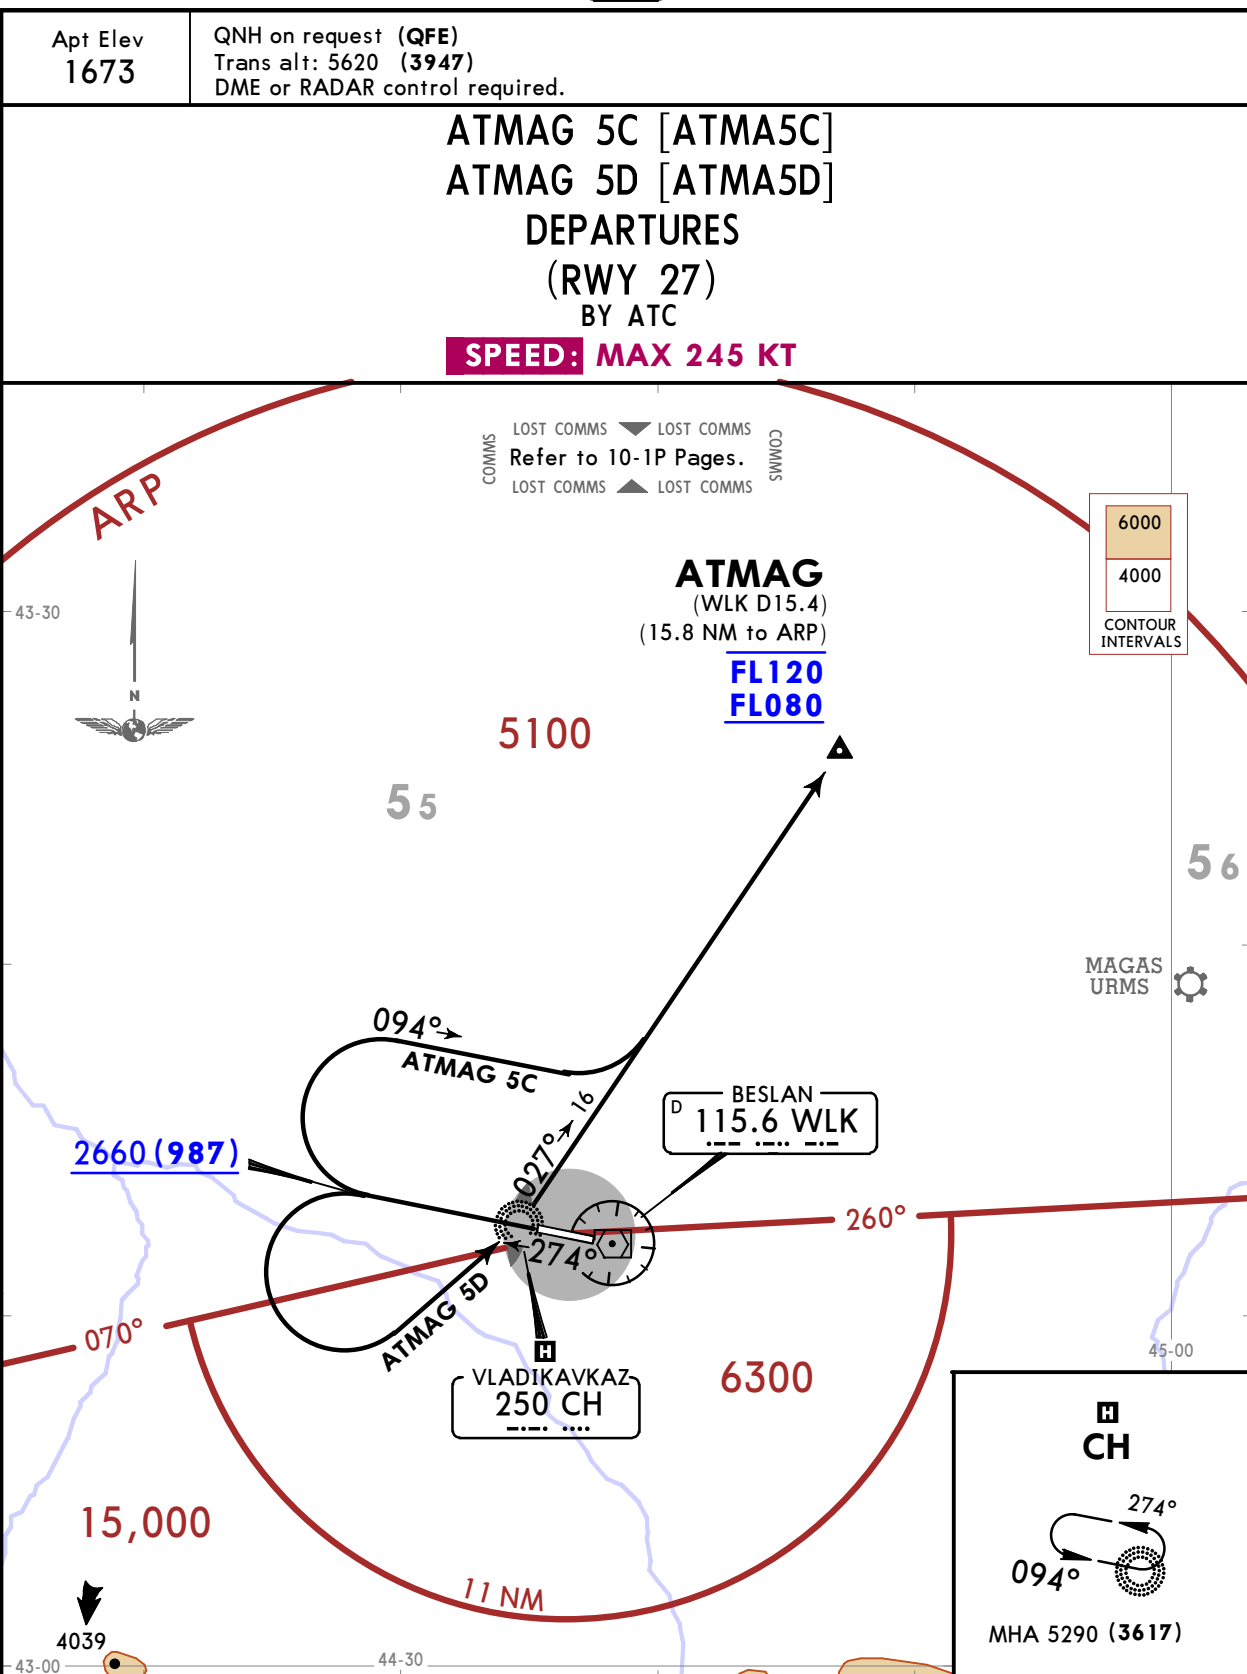 Apt Elev
1673
QNH on request (QFE)
Trans alt: 5620 (3947)
DME or RADAR control required.
ATMAG 5C [ATMA5C]
ATMAG 5D [ATMA5D]
DEPARTURES
(RWY 27)
BY ATC
SPEED: MAX 245 KT
LOST COMMS LOST COMMS
COMMS
Refer to 10-1P Pages.
COMMS
LOST COMMS LOST COMMS
ARP
6000
4000
CONTOUR
INTERVALS
ATMAG
(WLK D15.4)
(15.8 NM to ARP)
FL120
FL080
43-30
N
5100
55
56
MAGAS
URMS
094°
ATMAG 5C
16
027°
BESLAN
D 115.6 WLK
2660 (987)
260°
274°
ATMAG 5D
070°
VLADIKAVKAZ
250 CH
6300
45-00
CH
274°
094°
MHA 5290 (3617)
15,000
11 NM
4039
43-00
44-30